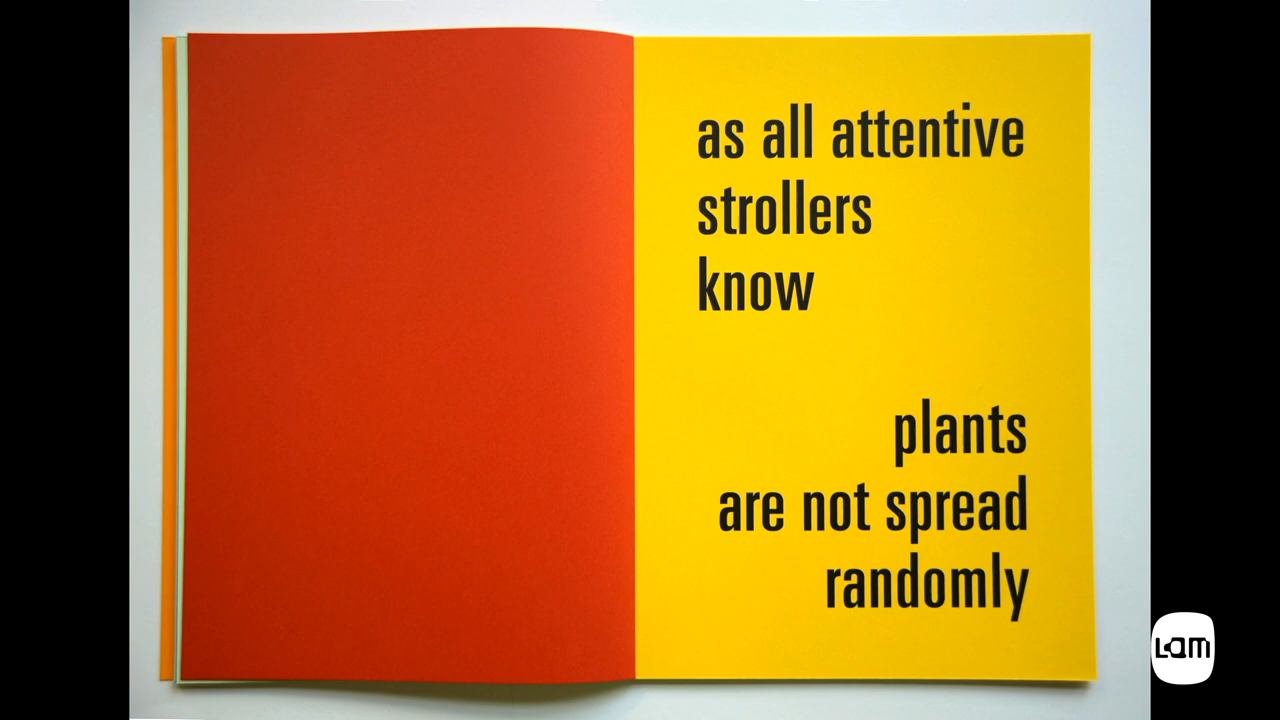 as all attentive
strollers
know
plants
are not spread
randomly
LAM